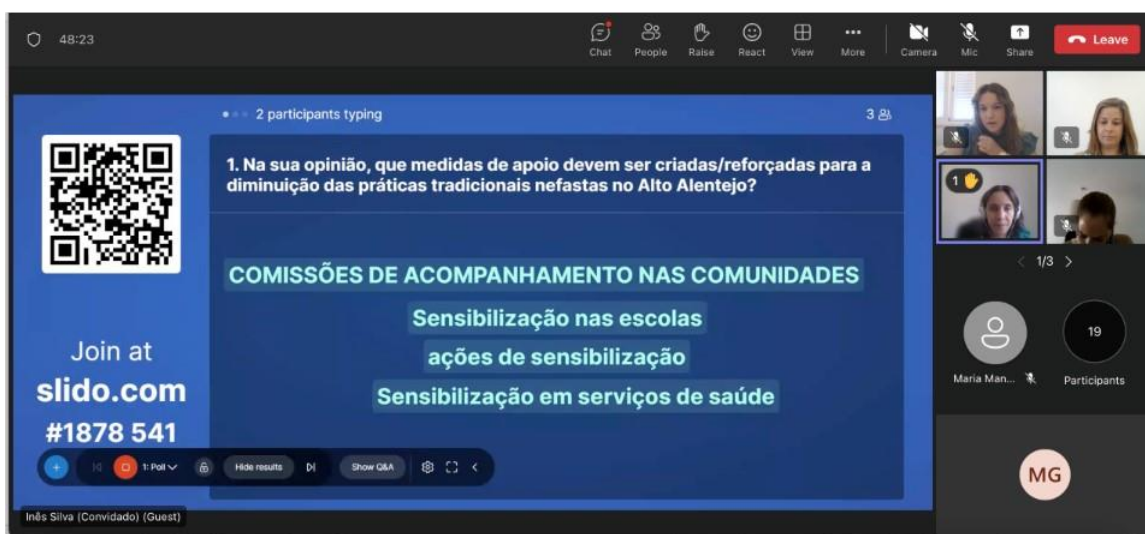 48:23
Chat
People
Raise
React
View
More
Camera
Mic
Share
Leave
2 participants typing
3
1. Na sua opinião, que medidas de apoio devem ser criadas/reforçadas para a
diminuição das práticas tradicionais nefastas no Alto Alentejo?
COMISSÕES DE ACOMPANHAMENTO NAS COMUNIDADES
Sensibilização nas escolas
ações de sensibilização
Sensibilização em serviços de saúde
Join at
slido.com
#1878 541
1: Poll
Hide results
Show Q&A
Inês Silva (Convidado) (Guest)
1
1/3
Maria Man...
19
Participants
MG